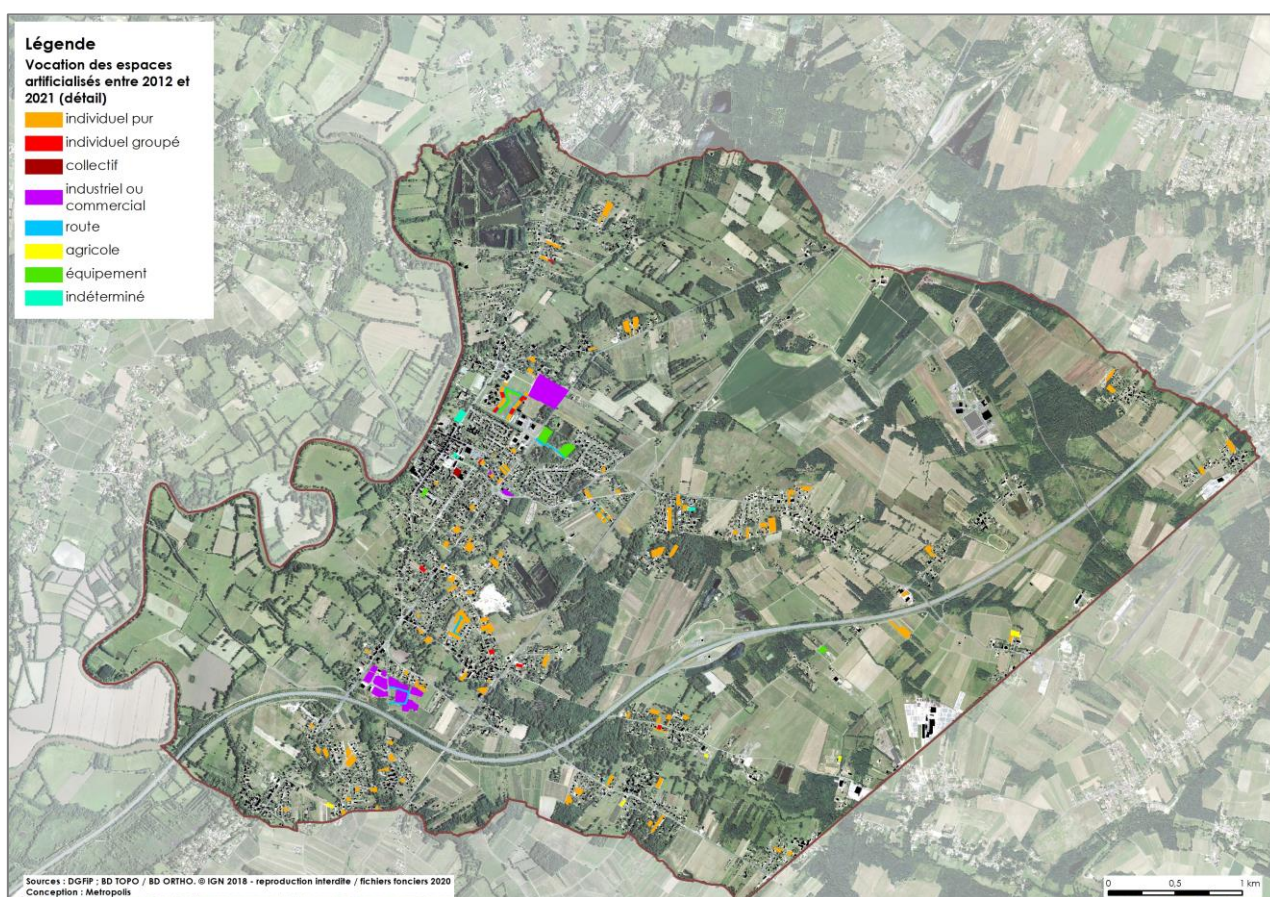 Légende
Vocation des espaces
artificialisés entre 2012 et
2021 (détail)
individuel pur
individuel groupé
collectif
industriel ou
commercial
route
agricole
équipement
indéterminé
Sources : DGFiP ; BD TOPO / BD ORTHO. © IGN 2018 - reproduction interdite / fichiers fonciers 2020
Conception : Metropolis
0 0,5 1 km